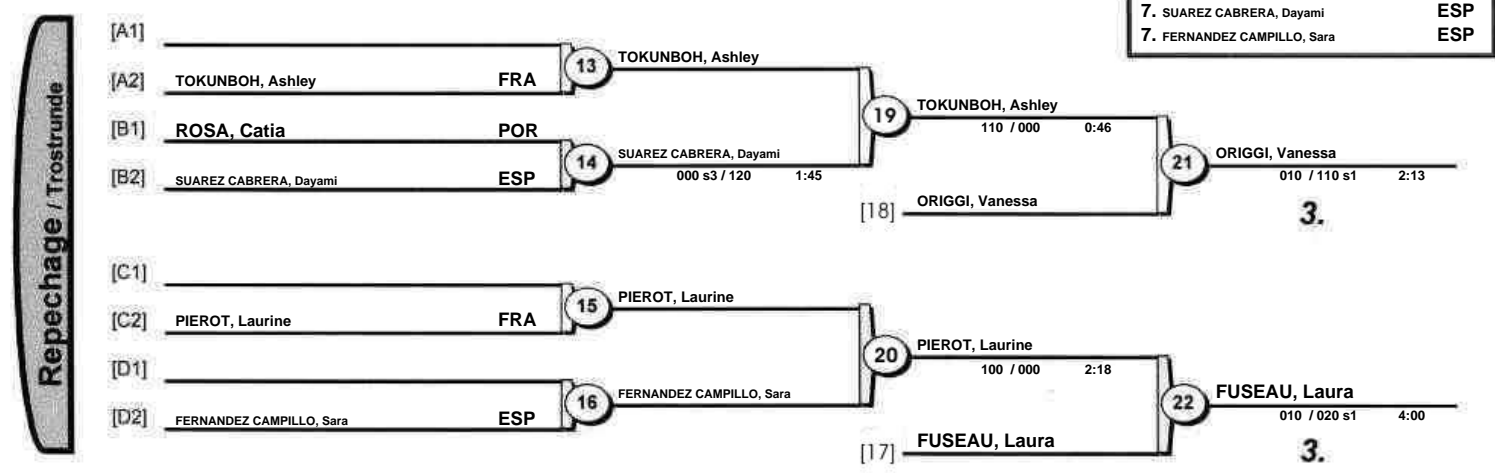 7. SUAREZ CABRERA, Dayami ESP
7. FERNANDEZ CAMPILLO, Sara ESP
Repechage / Trostrunde
[A1]
13 TOKUNBOH, Ashley
[A2] TOKUNBOH, Ashley FRA
19 TOKUNBOH, Ashley
110 / 000 0:46
[B1] ROSA, Catia POR
14 SUAREZ CABRERA, Dayami
000 s3 / 120 1:45
[B2] SUAREZ CABRERA, Dayami ESP
21 ORIGGI, Vanessa
010 / 110 s1 2:13
[18] ORIGGI, Vanessa
3.
[C1]
15 PIEROT, Laurine
[C2] PIEROT, Laurine FRA
20 PIEROT, Laurine
100 / 000 2:18
[D1]
16 FERNANDEZ CAMPILLO, Sara
[D2] FERNANDEZ CAMPILLO, Sara ESP
22 FUSEAU, Laura
010 / 020 s1 4:00
[17] FUSEAU, Laura
3.